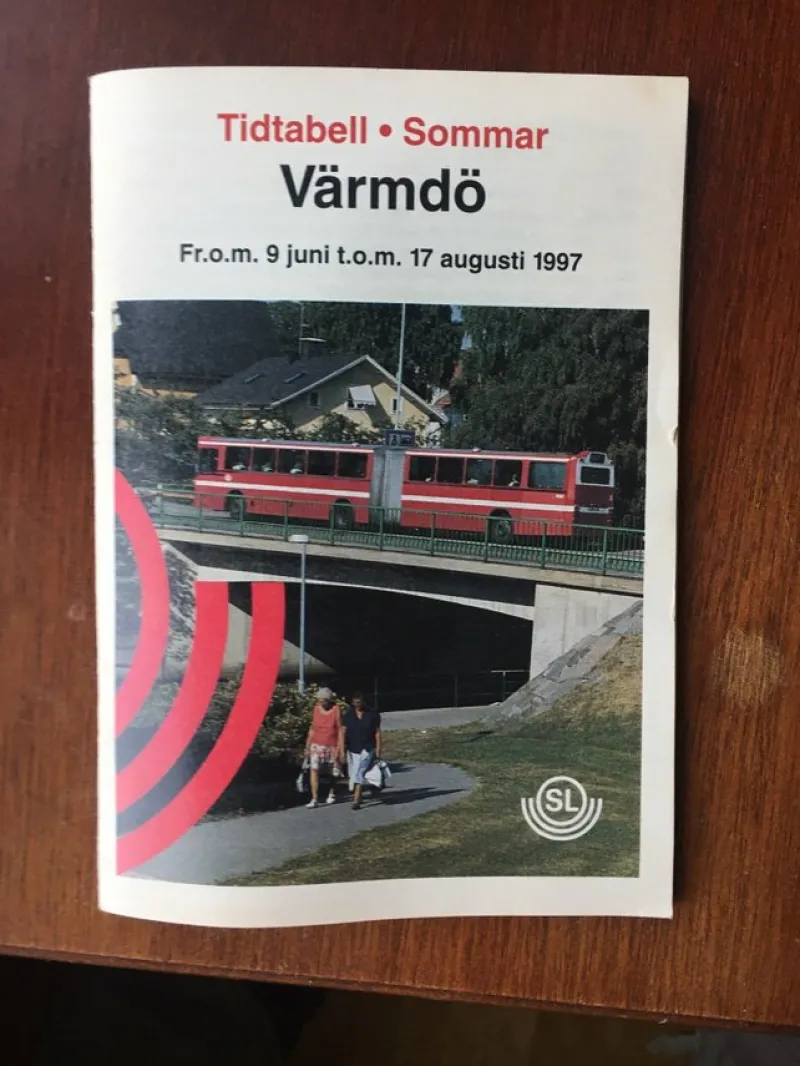 Tidtabell • Sommar
Värmdö
Fr.o.m. 9 juni t.o.m. 17 augusti 1997
SL